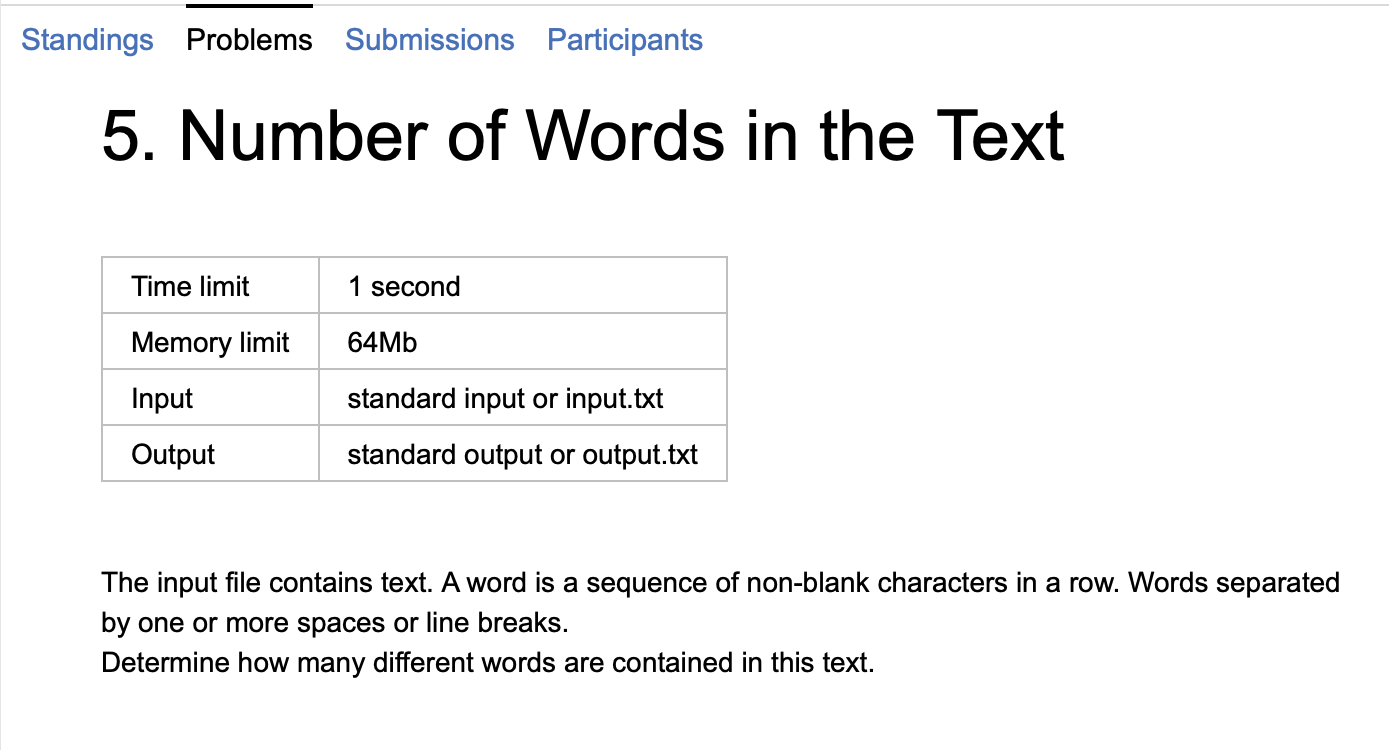 Standings Problems Submissions Participants
5. Number of Words in the Text
Time limit 1 second
Memory limit 64Mb
Input standard input or input.txt
Output standard output or output.txt
The input file contains text. A word is a sequence of non-blank characters in a row. Words separated
by one or more spaces or line breaks.
Determine how many different words are contained in this text.